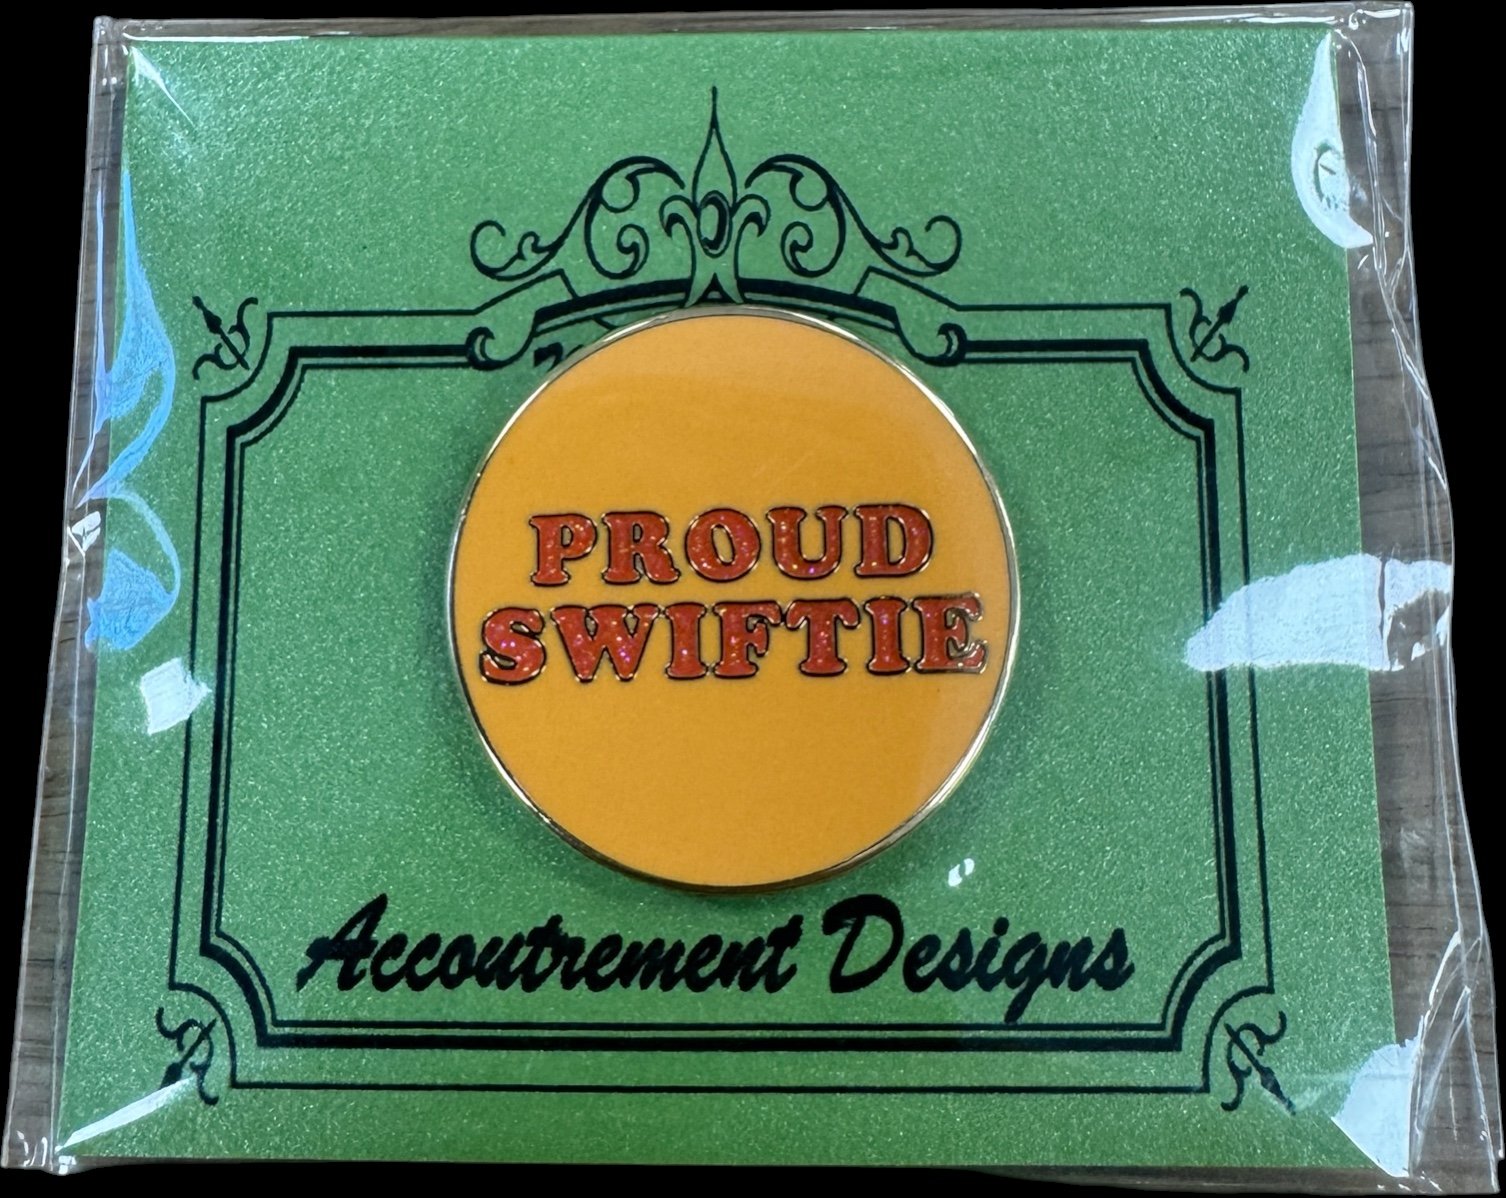 PROUD
SWIFTIE
Accoutrement Designs